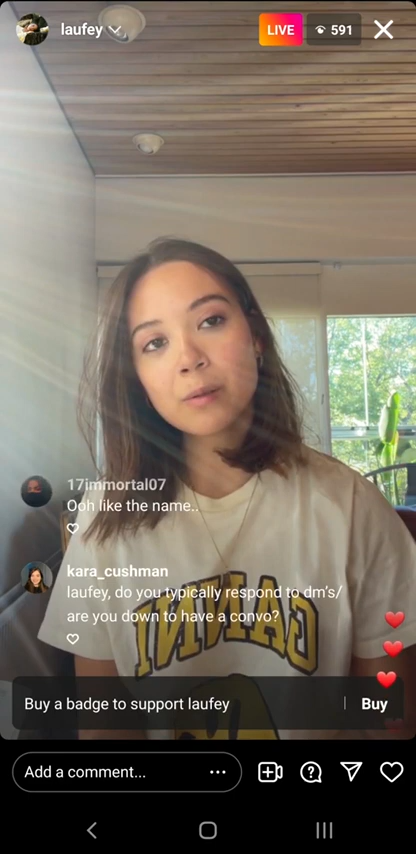 laufey
LIVE
591
17immortal07
Ooh like the name..
kara_cushman
laufey, do you typically respond to dm's/
are you down to have a convo?
GANNI
Buy a badge to support laufey
Buy
Add a comment...